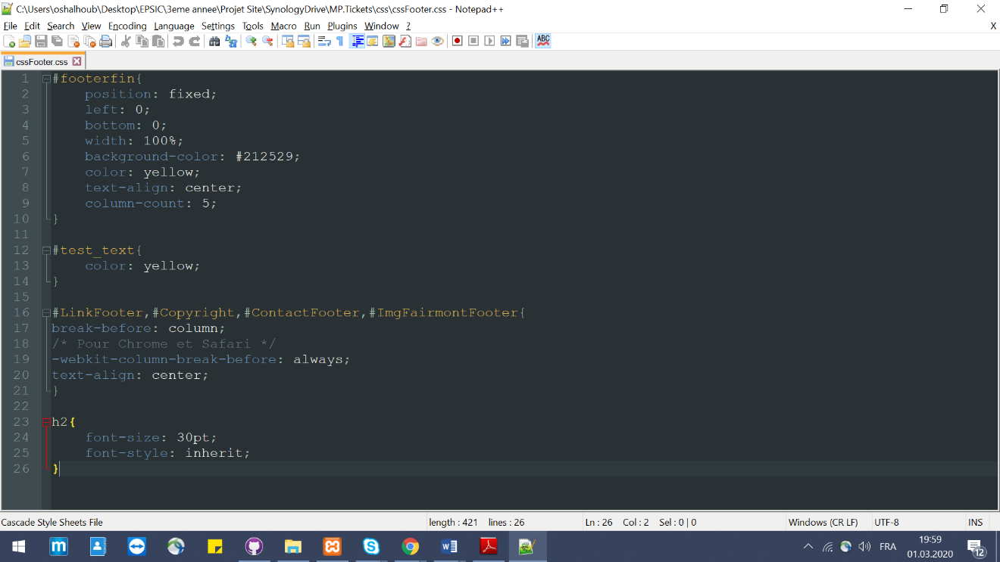 C:\Users\oshalhoub\Desktop\EPSIC\3eme annee\Projet Site\SynologyDrive\MP.Tickets\css\cssFooter.css - Notepad++
File Edit Search View Encoding Language Settings Tools Macro Run Plugins Window ? X
ABC
cssFooter.css
1 #footerfin{
2 position: fixed;
3 left: 0;
4 bottom: 0;
5 width: 100%;
6 background-color: #212529;
7 color: yellow;
8 text-align: center;
9 column-count: 5;
10 }
11
12 #test_text{
13 color: yellow;
14 }
15
16 #LinkFooter,#Copyright,#ContactFooter,#ImgFairmontFooter{
17 break-before: column;
18 /* Pour Chrome et Safari */
19 -webkit-column-break-before: always;
20 text-align: center;
21 }
22
23 h2{
24 font-size: 30pt;
25 font-style: inherit;
26 }
Cascade Style Sheets File length : 421 lines : 26 Ln : 26 Col : 2 Sel : 0 | 0 Windows (CR LF) UTF-8 INS
FRA 19:59
01.03.2020
12